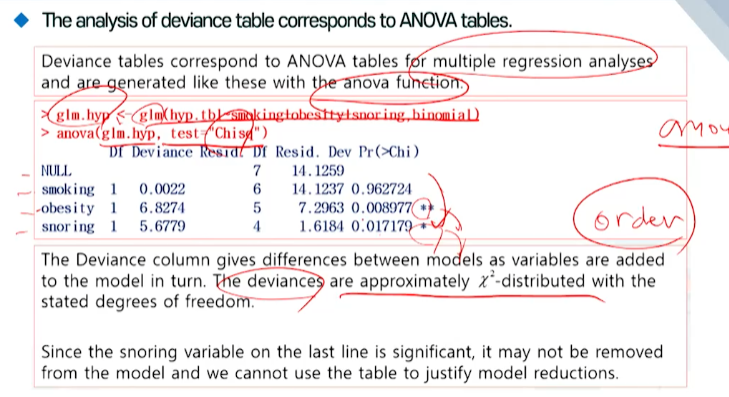 The analysis of deviance table corresponds to ANOVA tables.
Deviance tables correspond to ANOVA tables for multiple regression analyses
and are generated like these with the anova function:
> glm.hyp <- glm(hyp.tbl~smoking+obesity+snoring,binomial)
> anova(glm.hyp, test="Chisq")
anov
Df Deviance Resid. Df Resid. Dev Pr(>Chi)
NULL 7 14.1259
smoking 1 0.0022 6 14.1237 0.962724
obesity 1 6.8274 5 7.2963 0.008977 **
snoring 1 5.6779 4 1.6184 0.017179 *
order
The Deviance column gives differences between models as variables are added
to the model in turn. The deviances are approximately χ²-distributed with the
stated degrees of freedom.
Since the snoring variable on the last line is significant, it may not be removed
from the model and we cannot use the table to justify model reductions.